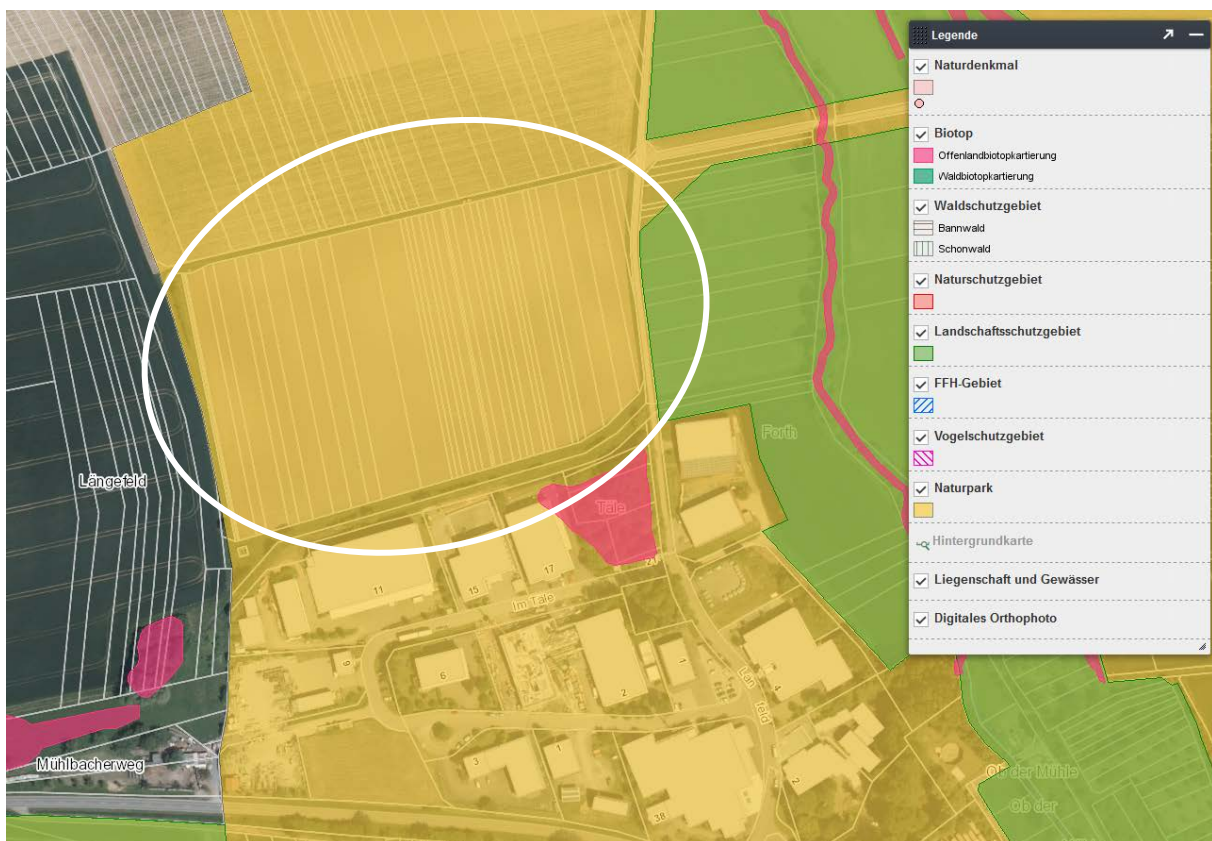 Legende
Naturdenkmal
Biotop
Offenlandbiotopkartierung
Waldbiotopkartierung
Waldschutzgebiet
Bannwald
Schonwald
Naturschutzgebiet
Landschaftsschutzgebiet
FFH-Gebiet
Vogelschutzgebiet
Naturpark
Hintergrundkarte
Liegenschaft und Gewässer
Digitales Orthophoto
Forth
Längefeld
Täle
21
17
15
11
Im Täle
9
6
2
1
4
3
1
2
38
Mühlbacherweg
Ob der Mühle
Ob der